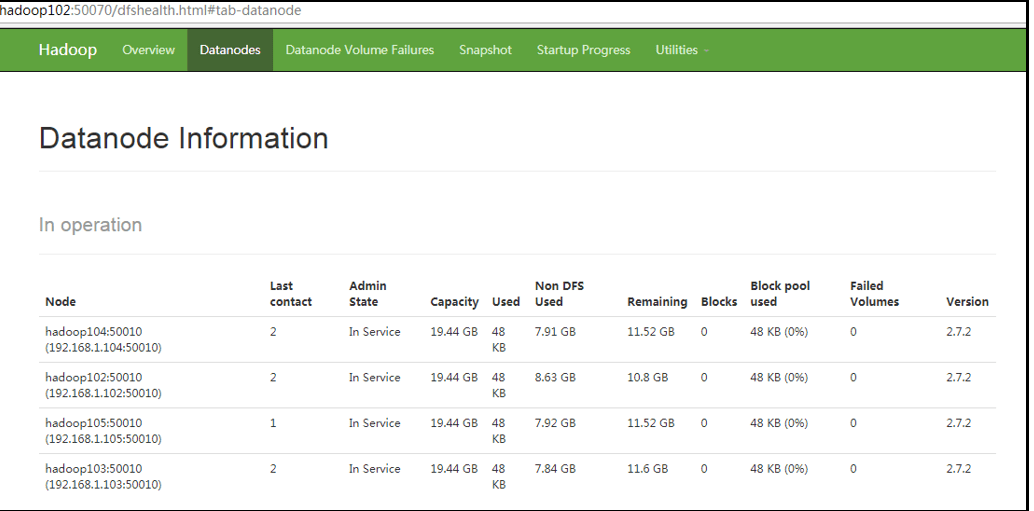 hadoop102:50070/dfshealth.html#tab-datanode
Hadoop Overview Datanodes Datanode Volume Failures Snapshot Startup Progress Utilities
Datanode Information
In operation
Node Last contact Admin State Capacity Used Non DFS Used Remaining Blocks Block pool used Failed Volumes Version
hadoop104:50010 (192.168.1.104:50010) 2 In Service 19.44 GB 48 KB 7.91 GB 11.52 GB 0 48 KB (0%) 0 2.7.2
hadoop102:50010 (192.168.1.102:50010) 2 In Service 19.44 GB 48 KB 8.63 GB 10.8 GB 0 48 KB (0%) 0 2.7.2
hadoop105:50010 (192.168.1.105:50010) 1 In Service 19.44 GB 48 KB 7.92 GB 11.52 GB 0 48 KB (0%) 0 2.7.2
hadoop103:50010 (192.168.1.103:50010) 2 In Service 19.44 GB 48 KB 7.84 GB 11.6 GB 0 48 KB (0%) 0 2.7.2